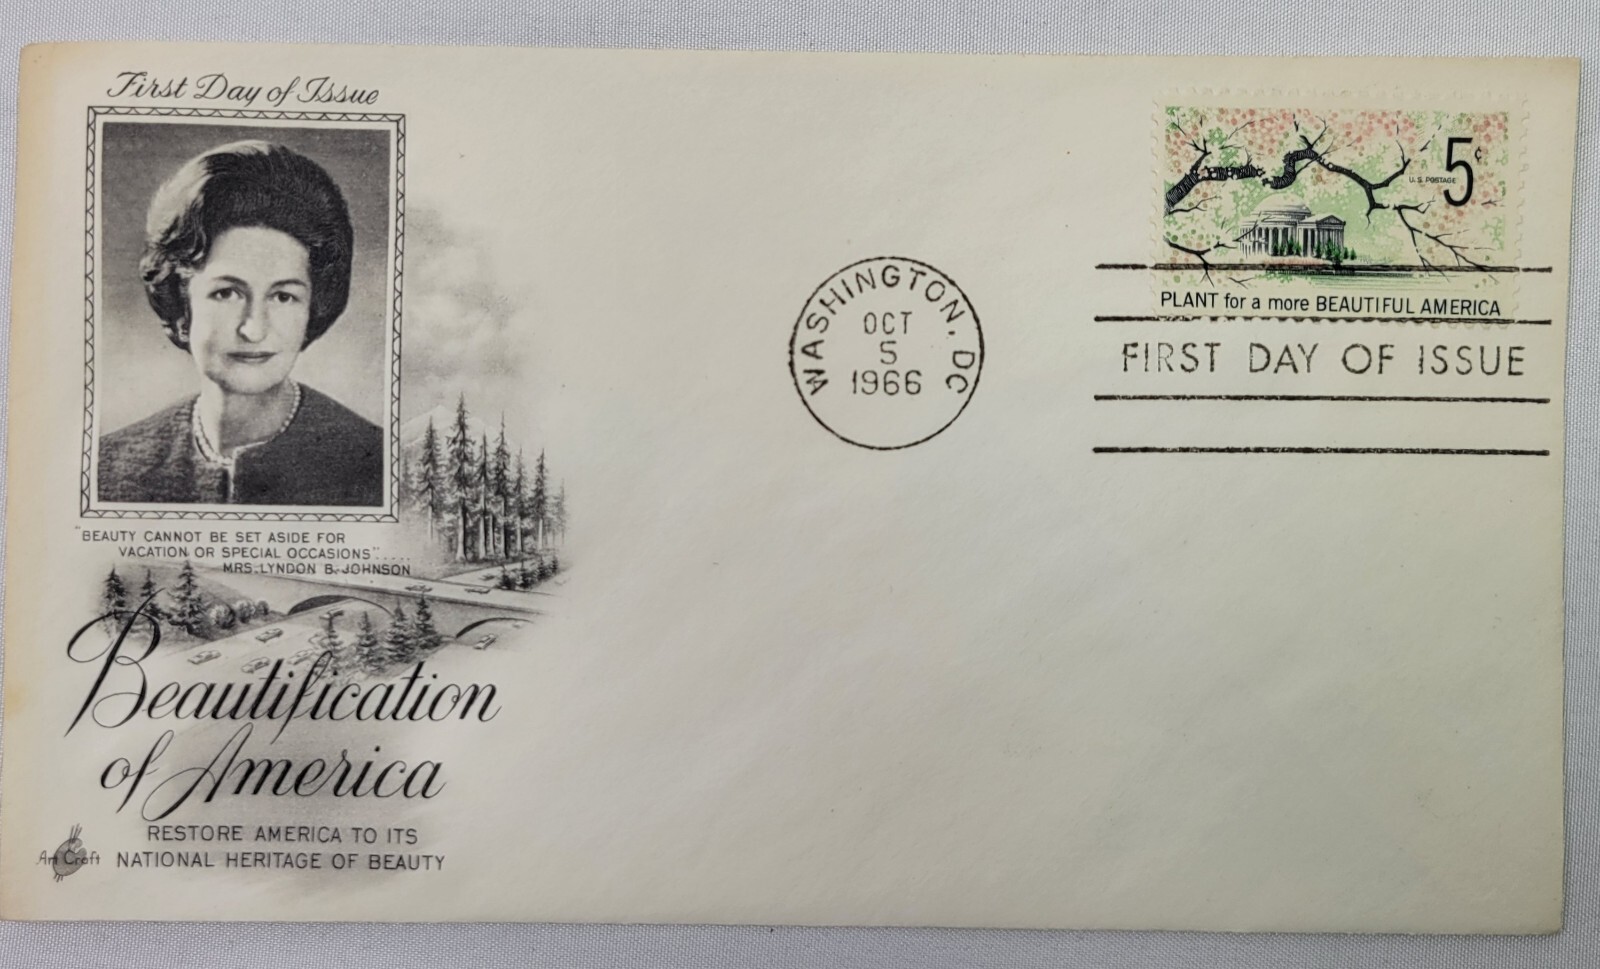 First Day of Issue
"BEAUTY CANNOT BE SET ASIDE FOR
VACATION OR SPECIAL OCCASIONS".....
MRS. LYNDON B. JOHNSON
Beautification
of America
RESTORE AMERICA TO ITS
NATIONAL HERITAGE OF BEAUTY
Art Craft
WASHINGTON, DC
OCT
5
1966
5¢
U.S. POSTAGE
PLANT for a more BEAUTIFUL AMERICA
FIRST DAY OF ISSUE